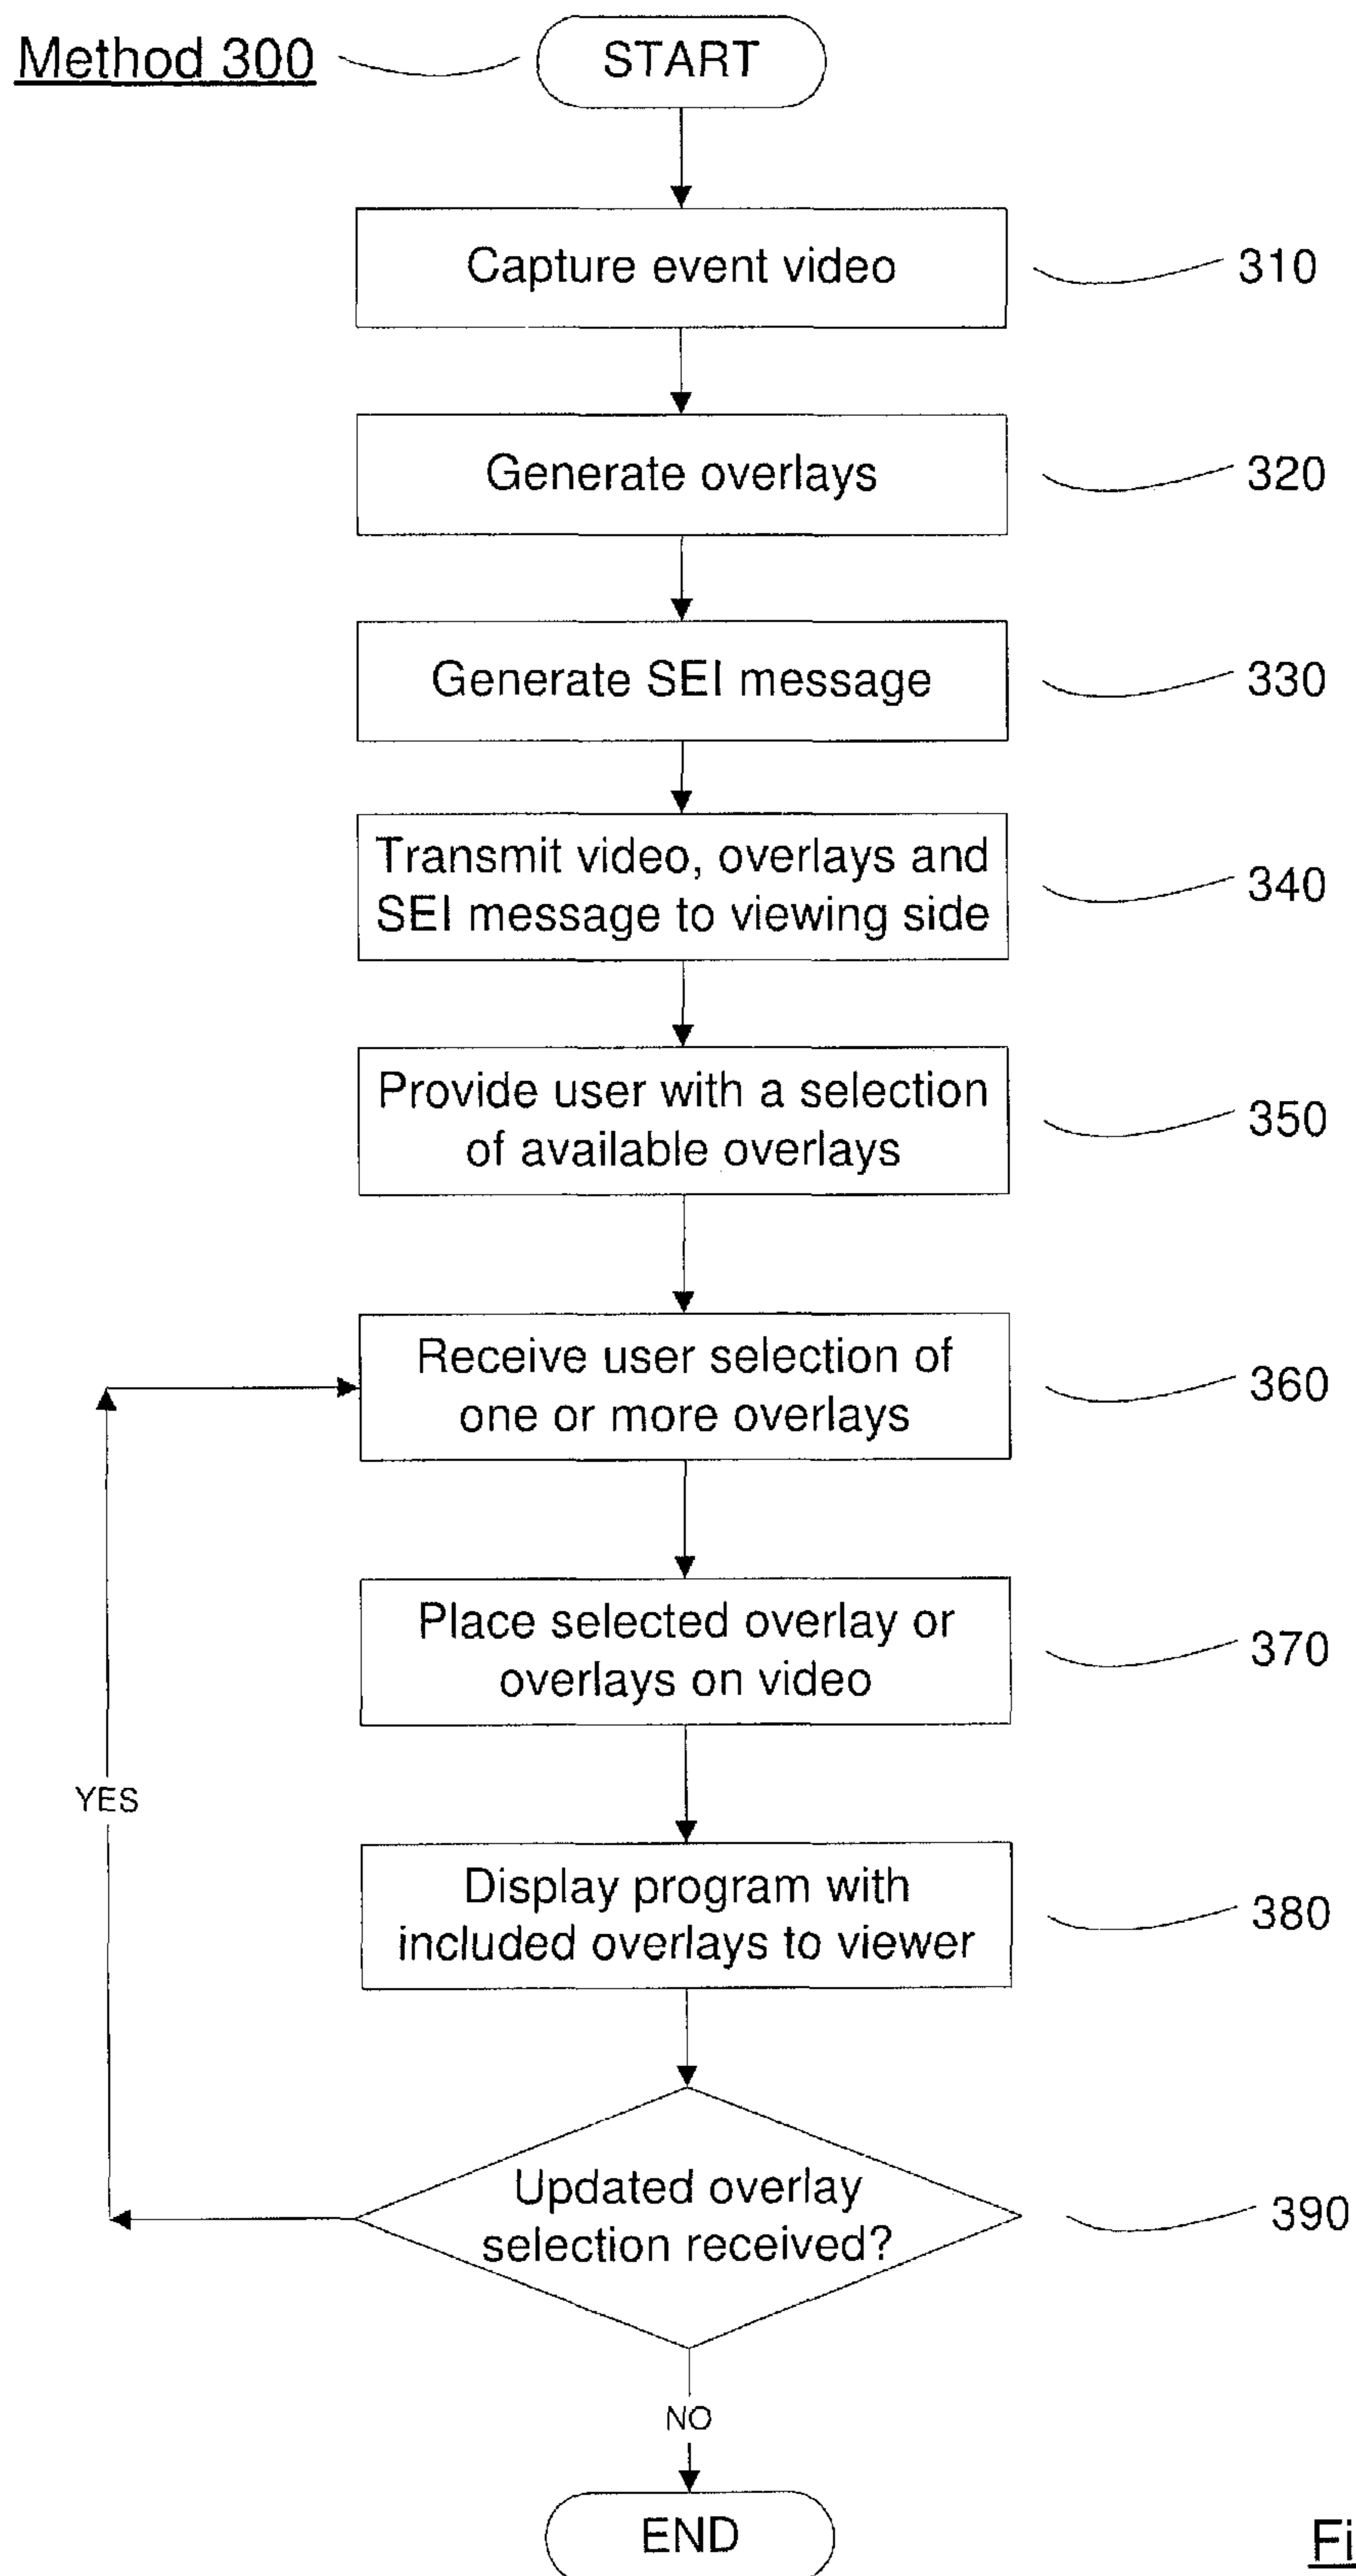 Method 300
START
Capture event video
310
Generate overlays
320
Generate SEI message
330
Transmit video, overlays and
SEI message to viewing side
340
Provide user with a selection
of available overlays
350
Receive user selection of
one or more overlays
360
Place selected overlay or
overlays on video
370
YES
Display program with
included overlays to viewer
380
Updated overlay
selection received?
390
NO
END
Fi